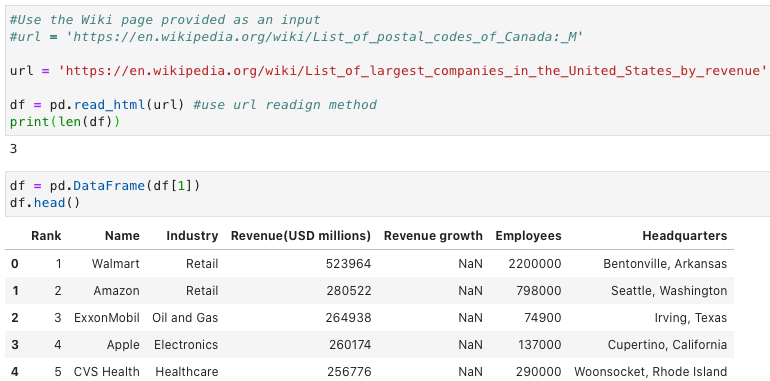 #Use the Wiki page provided as an input
#url = 'https://en.wikipedia.org/wiki/List_of_postal_codes_of_Canada:_M'
url = 'https://en.wikipedia.org/wiki/List_of_largest_companies_in_the_United_States_by_revenue'
df = pd.read_html(url) #use url readign method
print(len(df))
3
df = pd.DataFrame(df[1])
df.head()
Rank Name Industry Revenue(USD millions) Revenue growth Employees Headquarters
0 1 Walmart Retail 523964 NaN 2200000 Bentonville, Arkansas
1 2 Amazon Retail 280522 NaN 798000 Seattle, Washington
2 3 ExxonMobil Oil and Gas 264938 NaN 74900 Irving, Texas
3 4 Apple Electronics 260174 NaN 137000 Cupertino, California
4 5 CVS Health Healthcare 256776 NaN 290000 Woonsocket, Rhode Island